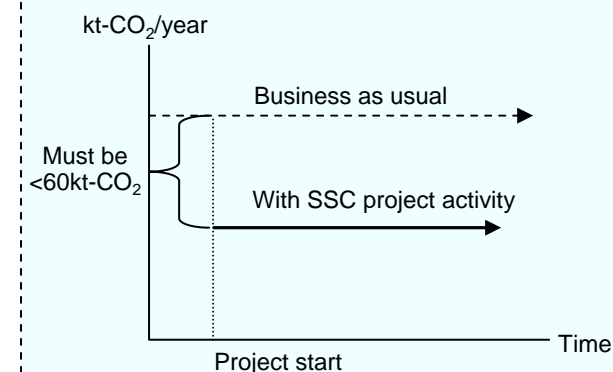 kt-CO₂/year
Business as usual
Must be
<60kt-CO₂
With SSC project activity
Time
Project start